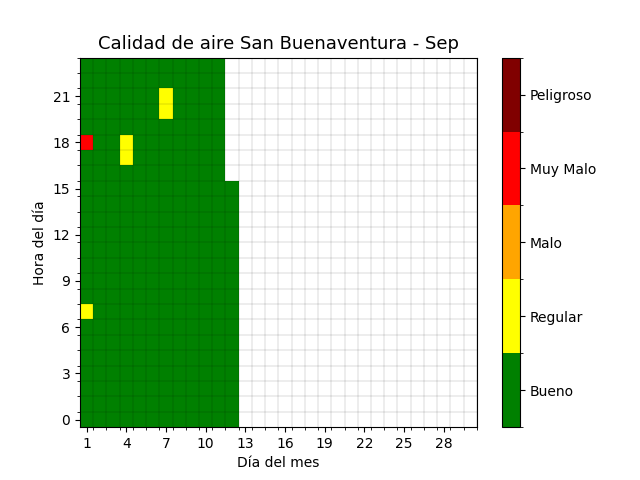 Calidad de aire San Buenaventura - Sep
Hora del día
21
18
15
12
9
6
3
0
1 4 7 10 13 16 19 22 25 28
Día del mes
Peligroso
Muy Malo
Malo
Regular
Bueno